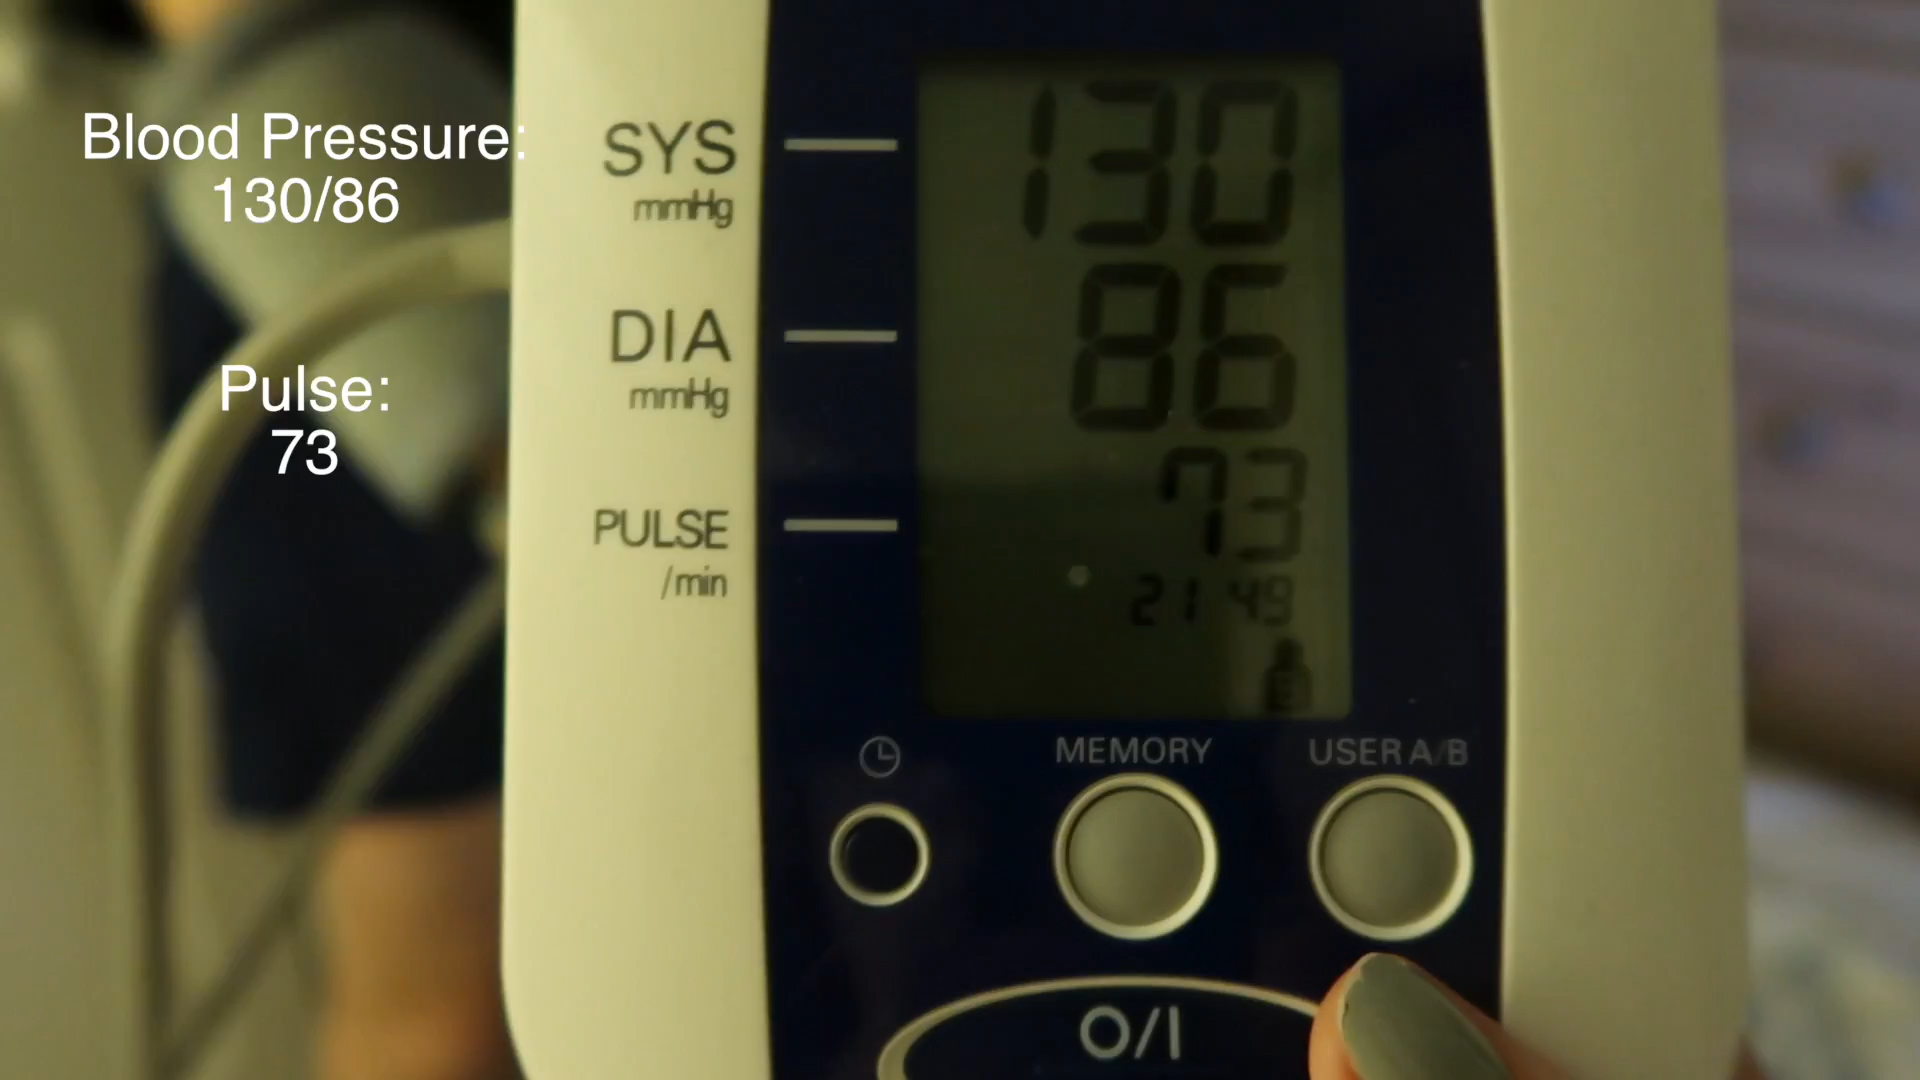 Blood Pressure:
130/86
Pulse:
73
SYS
mmHg
130
DIA
mmHg
86
PULSE
/min
73
21 49
MEMORY
USER A/B
O/I